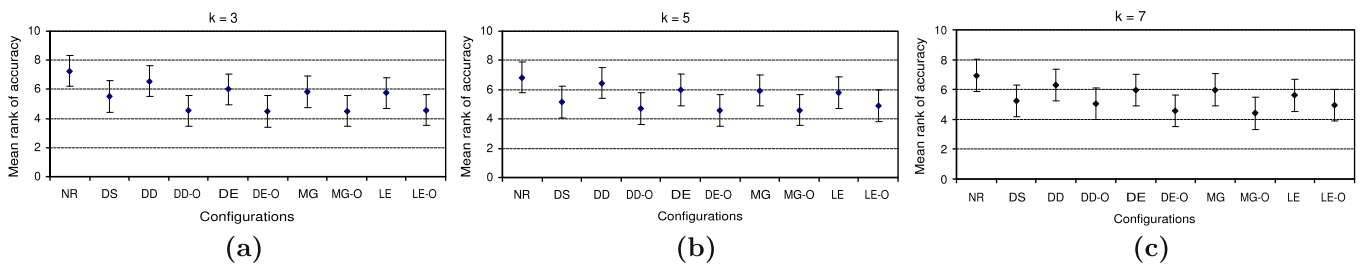 k = 3
Mean rank of accuracy
10
8
6
4
2
0
NR DS DD DD-O DE DE-O MG MG-O LE LE-O
Configurations
(a)
k = 5
Mean rank of accuracy
10
8
6
4
2
0
NR DS DD DD-O DE DE-O MG MG-O LE LE-O
Configurations
(b)
k = 7
Mean rank of accuracy
10
8
6
4
2
0
NR DS DD DD-O DE DE-O MG MG-O LE LE-O
Configurations
(c)